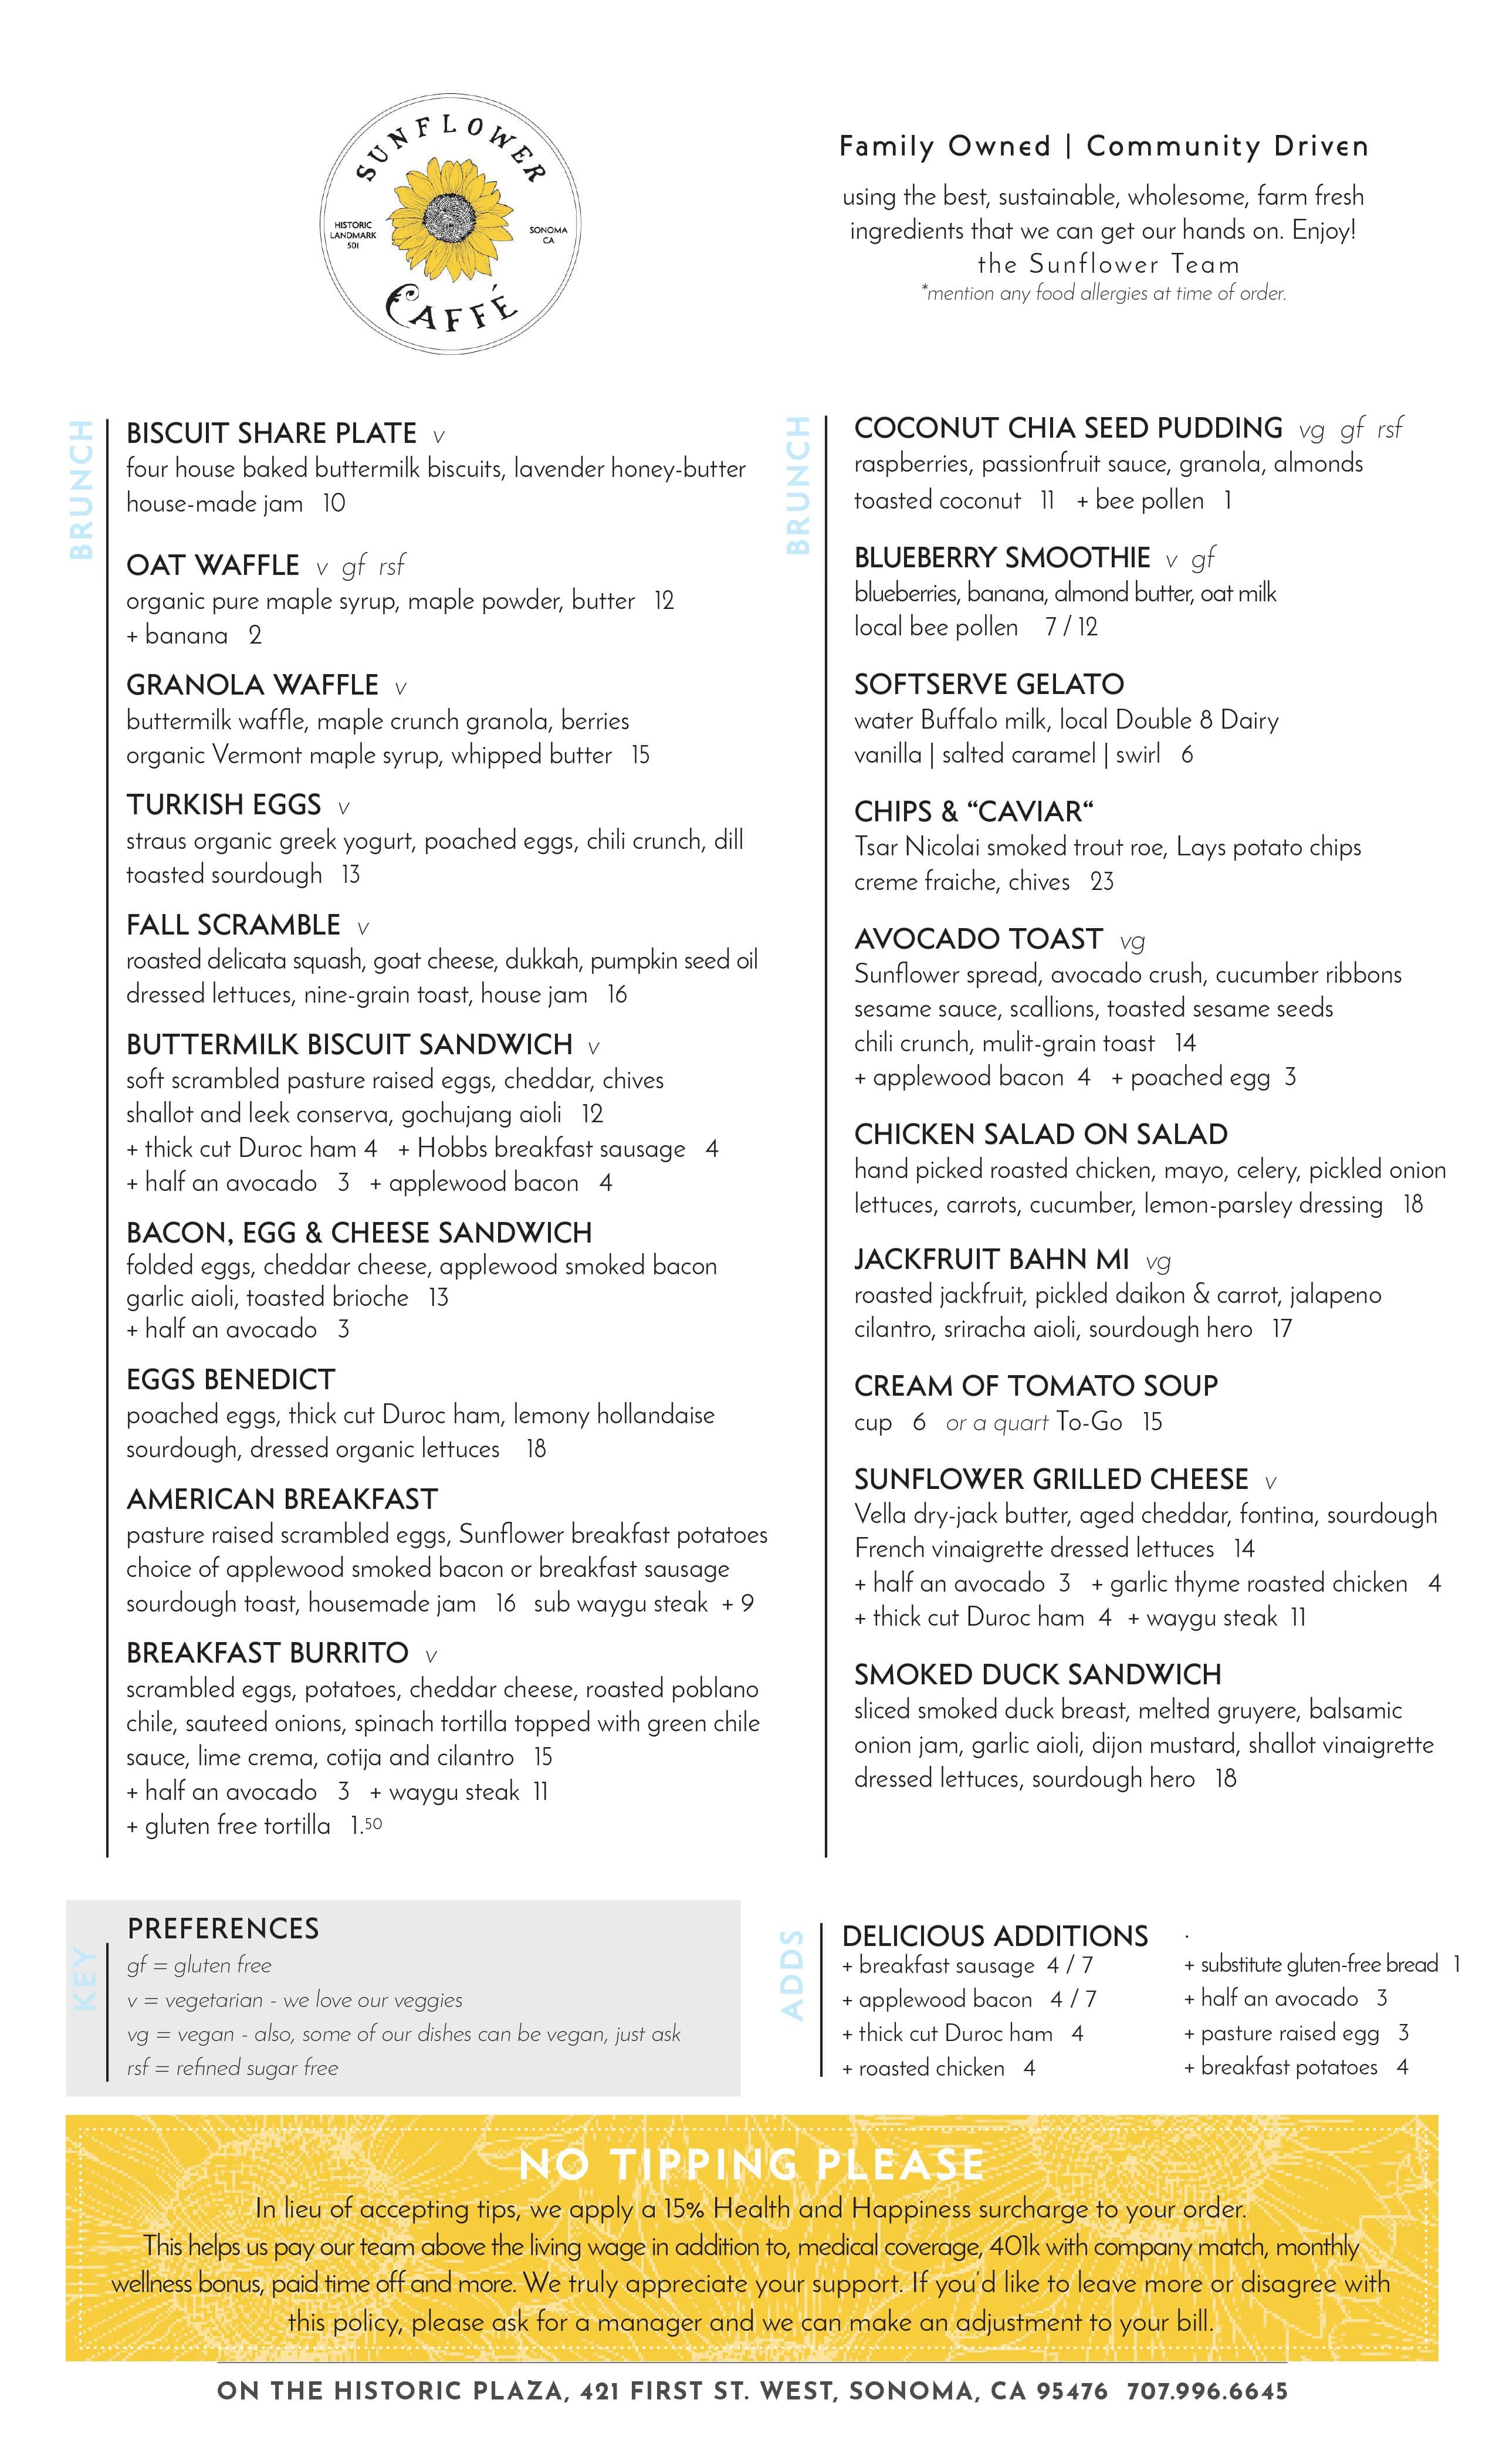 SUNFLOWER
HISTORIC
LANDMARK
501
SONOMA
CA
CAFFÉ
Family Owned | Community Driven
using the best, sustainable, wholesome, farm fresh
ingredients that we can get our hands on. Enjoy!
the Sunflower Team
*mention any food allergies at time of order.
BRUNCH
BISCUIT SHARE PLATE v
four house baked buttermilk biscuits, lavender honey-butter
house-made jam 10
OAT WAFFLE v gf rsf
organic pure maple syrup, maple powder, butter 12
+ banana 2
GRANOLA WAFFLE v
buttermilk waffle, maple crunch granola, berries
organic Vermont maple syrup, whipped butter 15
TURKISH EGGS v
straus organic greek yogurt, poached eggs, chili crunch, dill
toasted sourdough 13
FALL SCRAMBLE v
roasted delicata squash, goat cheese, dukkah, pumpkin seed oil
dressed lettuces, nine-grain toast, house jam 16
BUTTERMILK BISCUIT SANDWICH v
soft scrambled pasture raised eggs, cheddar, chives
shallot and leek conserva, gochujang aioli 12
+ thick cut Duroc ham 4 + Hobbs breakfast sausage 4
+ half an avocado 3 + applewood bacon 4
BACON, EGG & CHEESE SANDWICH
folded eggs, cheddar cheese, applewood smoked bacon
garlic aioli, toasted brioche 13
+ half an avocado 3
EGGS BENEDICT
poached eggs, thick cut Duroc ham, lemony hollandaise
sourdough, dressed organic lettuces 18
AMERICAN BREAKFAST
pasture raised scrambled eggs, Sunflower breakfast potatoes
choice of applewood smoked bacon or breakfast sausage
sourdough toast, housemade jam 16 sub waygu steak + 9
BREAKFAST BURRITO v
scrambled eggs, potatoes, cheddar cheese, roasted poblano
chile, sauteed onions, spinach tortilla topped with green chile
sauce, lime crema, cotija and cilantro 15
+ half an avocado 3 + waygu steak 11
+ gluten free tortilla 1.50
BRUNCH
COCONUT CHIA SEED PUDDING vg gf rsf
raspberries, passionfruit sauce, granola, almonds
toasted coconut 11 + bee pollen 1
BLUEBERRY SMOOTHIE v gf
blueberries, banana, almond butter, oat milk
local bee pollen 7 / 12
SOFTSERVE GELATO
water Buffalo milk, local Double 8 Dairy
vanilla | salted caramel | swirl 6
CHIPS & “CAVIAR“
Tsar Nicolai smoked trout roe, Lays potato chips
creme fraiche, chives 23
AVOCADO TOAST vg
Sunflower spread, avocado crush, cucumber ribbons
sesame sauce, scallions, toasted sesame seeds
chili crunch, mulit-grain toast 14
+ applewood bacon 4 + poached egg 3
CHICKEN SALAD ON SALAD
hand picked roasted chicken, mayo, celery, pickled onion
lettuces, carrots, cucumber, lemon-parsley dressing 18
JACKFRUIT BAHN MI vg
roasted jackfruit, pickled daikon & carrot, jalapeno
cilantro, sriracha aioli, sourdough hero 17
CREAM OF TOMATO SOUP
cup 6 or a quart To-Go 15
SUNFLOWER GRILLED CHEESE v
Vella dry-jack butter, aged cheddar, fontina, sourdough
French vinaigrette dressed lettuces 14
+ half an avocado 3 + garlic thyme roasted chicken 4
+ thick cut Duroc ham 4 + waygu steak 11
SMOKED DUCK SANDWICH
sliced smoked duck breast, melted gruyere, balsamic
onion jam, garlic aioli, dijon mustard, shallot vinaigrette
dressed lettuces, sourdough hero 18
KEY
PREFERENCES
gf = gluten free
v = vegetarian - we love our veggies
vg = vegan - also, some of our dishes can be vegan, just ask
rsf = refined sugar free
ADDS
DELICIOUS ADDITIONS
+ breakfast sausage 4 / 7
+ applewood bacon 4 / 7
+ thick cut Duroc ham 4
+ roasted chicken 4
.
+ substitute gluten-free bread 1
+ half an avocado 3
+ pasture raised egg 3
+ breakfast potatoes 4
NO TIPPING PLEASE
In lieu of accepting tips, we apply a 15% Health and Happiness surcharge to your order.
This helps us pay our team above the living wage in addition to, medical coverage, 401k with company match, monthly
wellness bonus, paid time off and more. We truly appreciate your support. If you'd like to leave more or disagree with
this policy, please ask for a manager and we can make an adjustment to your bill.
ON THE HISTORIC PLAZA, 421 FIRST ST. WEST, SONOMA, CA 95476 707.996.6645